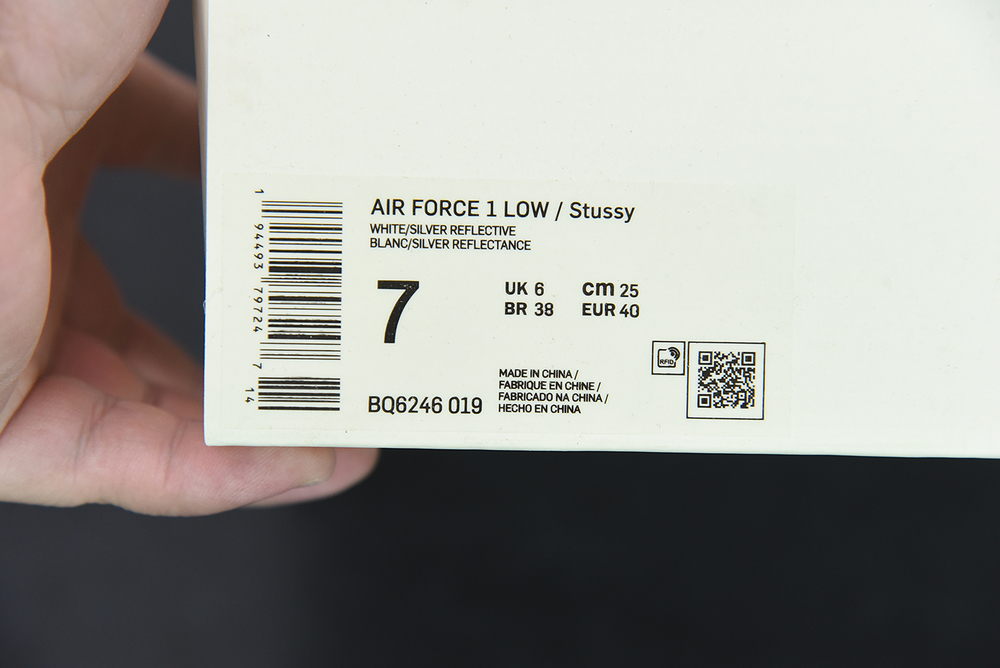 AIR FORCE 1 LOW / Stussy
WHITE/SILVER REFLECTIVE
BLANC/SILVER REFLECTANCE
7
UK 6 cm 25
BR 38 EUR 40
MADE IN CHINA /
FABRIQUE EN CHINE /
FABRICADO NA CHINA /
HECHO EN CHINA
BQ6246 019
RFID
1 94493 79724 7 14